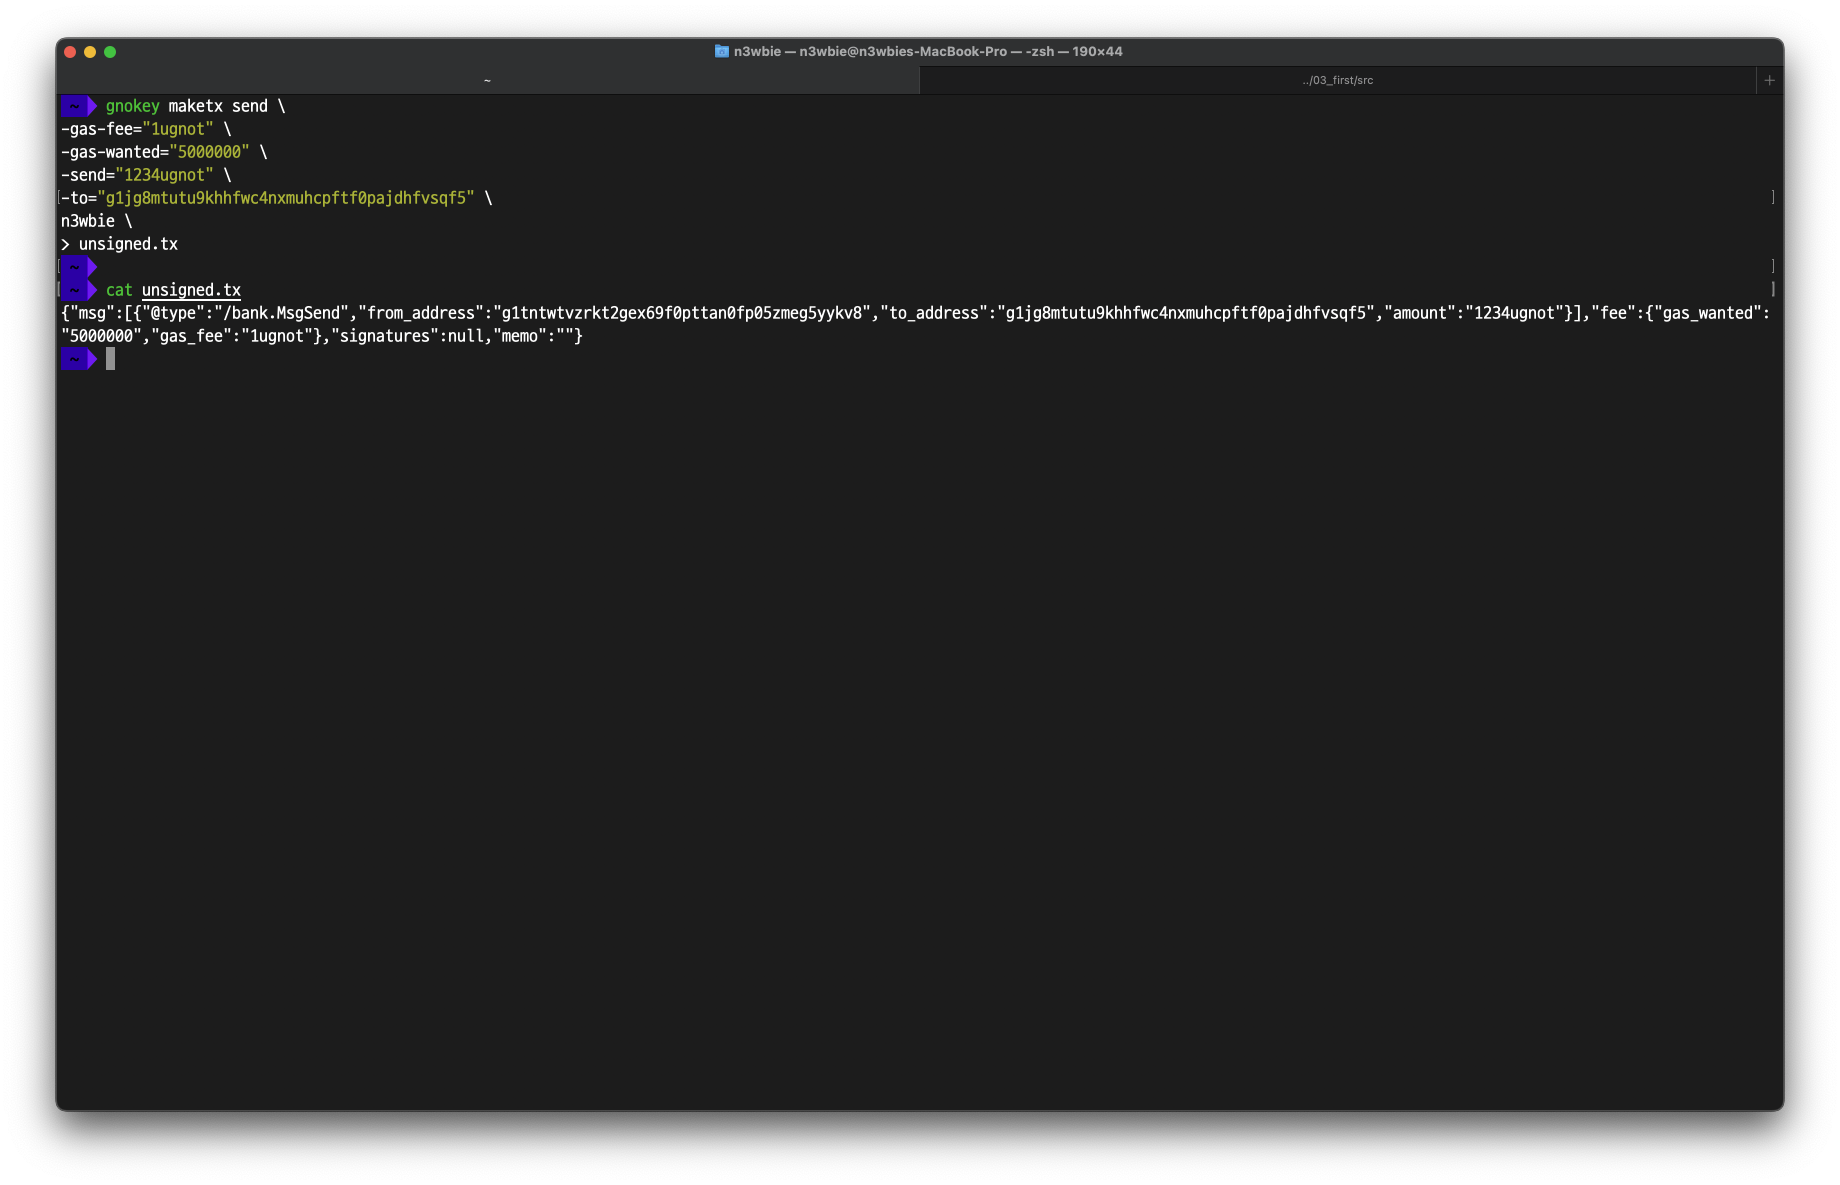 n3wbie — n3wbie@n3wbies-MacBook-Pro — -zsh — 190×44
~
../03_first/src
+
~ gnokey maketx send \
-gas-fee="1ugnot" \
-gas-wanted="5000000" \
-send="1234ugnot" \
[-to="g1jg8mtutu9khhfwc4nxmuhcpftf0pajdhfvsqf5" \ ]
n3wbie \
> unsigned.tx
[ ~ ]
[ ~ cat unsigned.tx ]
{"msg":[{"@type":"/bank.MsgSend","from_address":"g1tntwtvzrkt2gex69f0pttan0fp05zmeg5yykv8","to_address":"g1jg8mtutu9khhfwc4nxmuhcpftf0pajdhfvsqf5","amount":"1234ugnot"}],"fee":{"gas_wanted":
"5000000","gas_fee":"1ugnot"},"signatures":null,"memo":""}
~